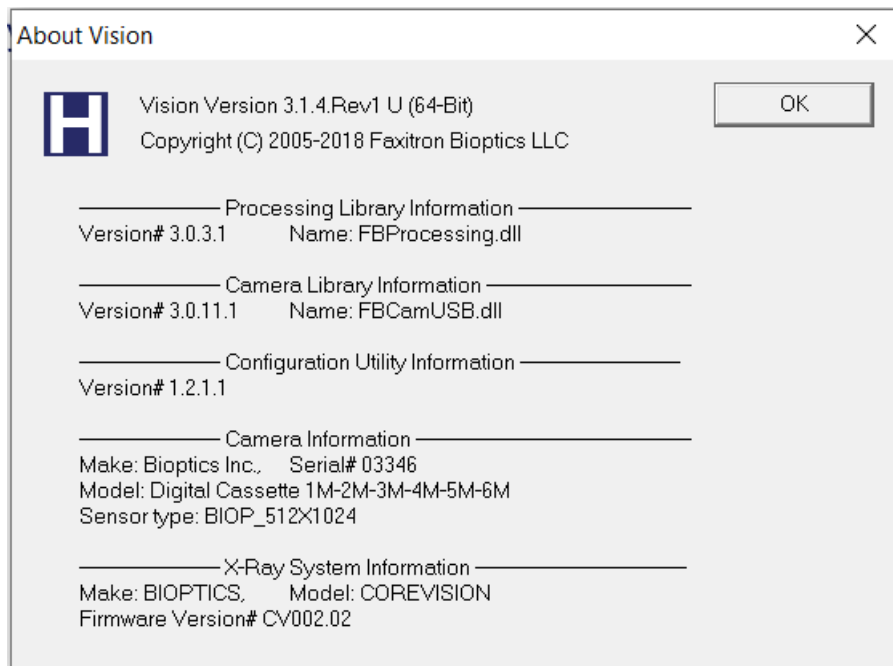 About Vision
Vision Version 3.1.4.Rev1 U (64-Bit)
OK
Copyright (C) 2005-2018 Faxitron Bioptics LLC
Processing Library Information
Version# 3.0.3.1 Name: FBProcessing.dll
Camera Library Information
Version# 3.0.11.1 Name: FBCamUSB.dll
Configuration Utility Information
Version# 1.2.1.1
Camera Information
Make: Bioptics Inc., Serial# 03346
Model: Digital Cassette 1M-2M-3M-4M-5M-6M
Sensor type: BIOP_512X1024
X-Ray System Information
Make: BIOPTICS, Model: COREVISION
Firmware Version# CV002.02